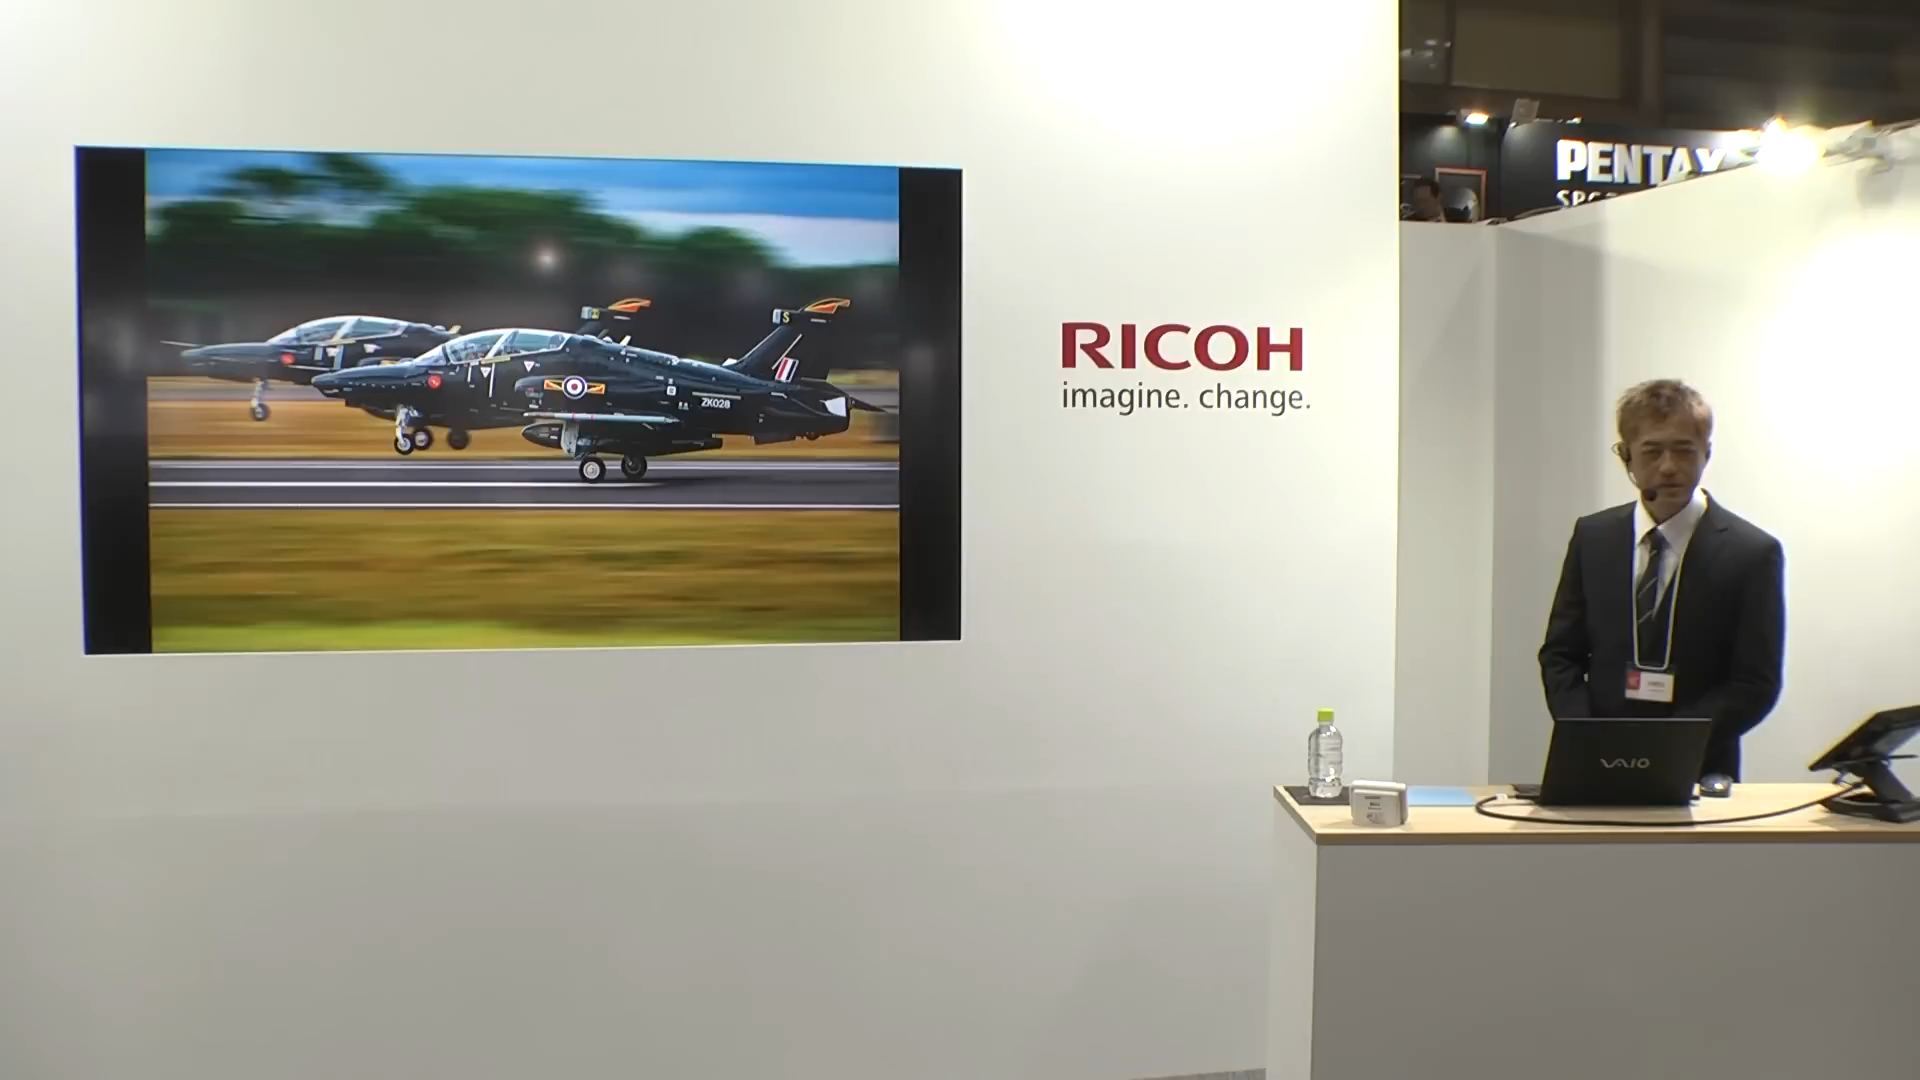 ZK028
S
RICOH
imagine. change.
PENTAX
VAIO